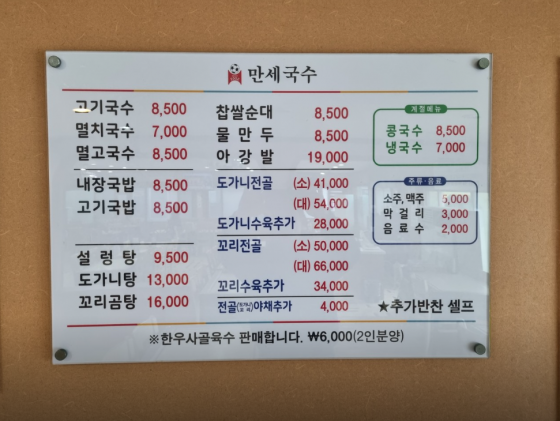 만세국수
고기국수 8,500
멸치국수 7,000
멸고국수 8,500
내장국밥 8,500
고기국밥 8,500
설렁탕 9,500
도가니탕 13,000
꼬리곰탕 16,000
찹쌀순대 8,500
물만두 8,500
아강발 19,000
도가니전골 (소) 41,000
(대) 54,000
도가니수육추가 28,000
꼬리전골 (소) 50,000
(대) 66,000
꼬리수육추가 34,000
전골 야채추가 4,000
계절메뉴
콩국수 8,500
냉국수 7,000
주류·음료
소주, 맥주 5,000
막걸리 3,000
음료수 2,000
★추가반찬 셀프
※한우사골육수 판매합니다. ₩6,000(2인분양)